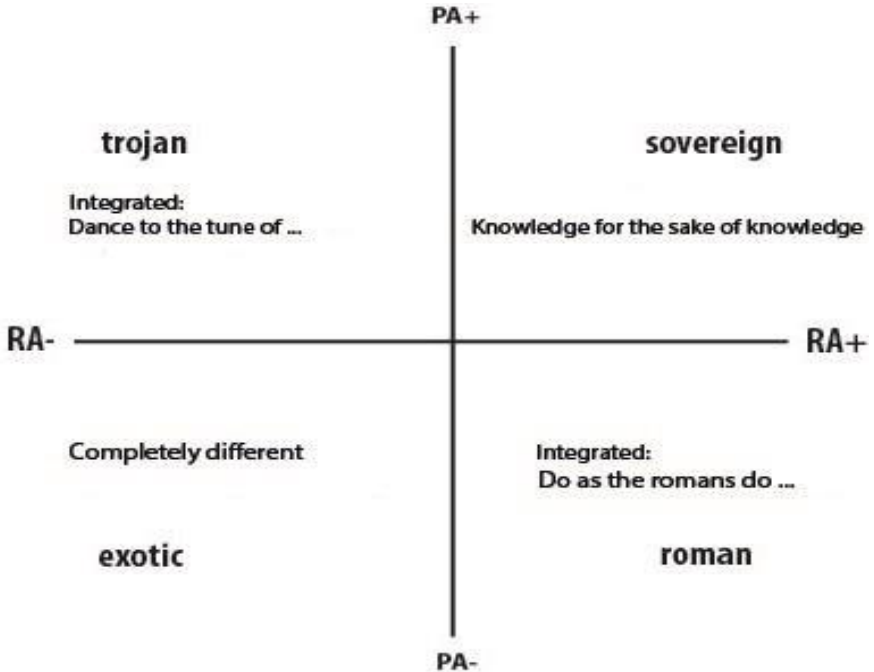 PA+
trojan
sovereign
Integrated:
Dance to the tune of ...
Knowledge for the sake of knowledge
RA-
RA+
Completely different
Integrated:
Do as the romans do ...
exotic
roman
PA-